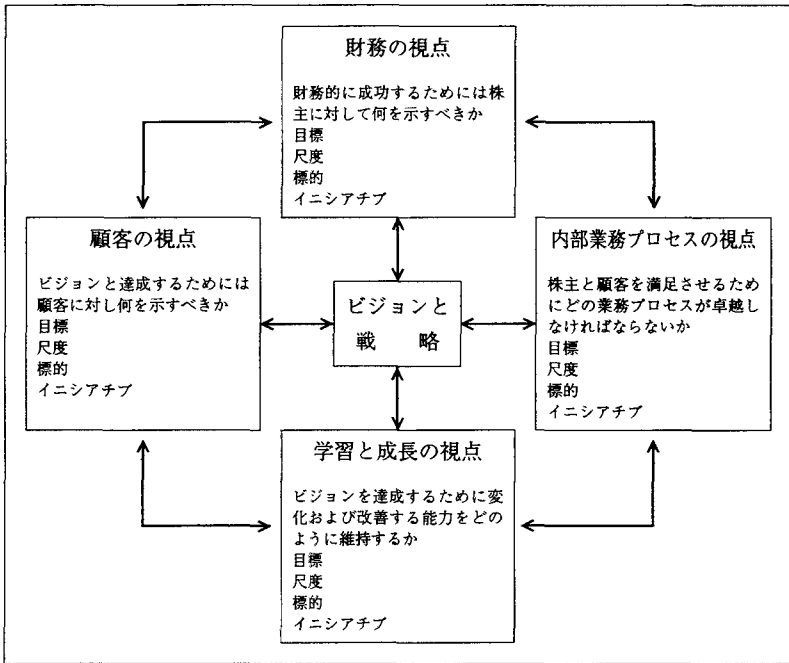 財務の視点
財務的に成功するためには株
主に対して何を示すべきか
目標
尺度
標的
イニシアチブ
顧客の視点
ビジョンと達成するためには
顧客に対し何を示すべきか
目標
尺度
標的
イニシアチブ
ビジョンと
戦　略
内部業務プロセスの視点
株主と顧客を満足させるため
にどの業務プロセスが卓越し
なければならないか
目標
尺度
標的
イニシアチブ
学習と成長の視点
ビジョンを達成するために変
化および改善する能力をどの
ように維持するか
目標
尺度
標的
イニシアチブ